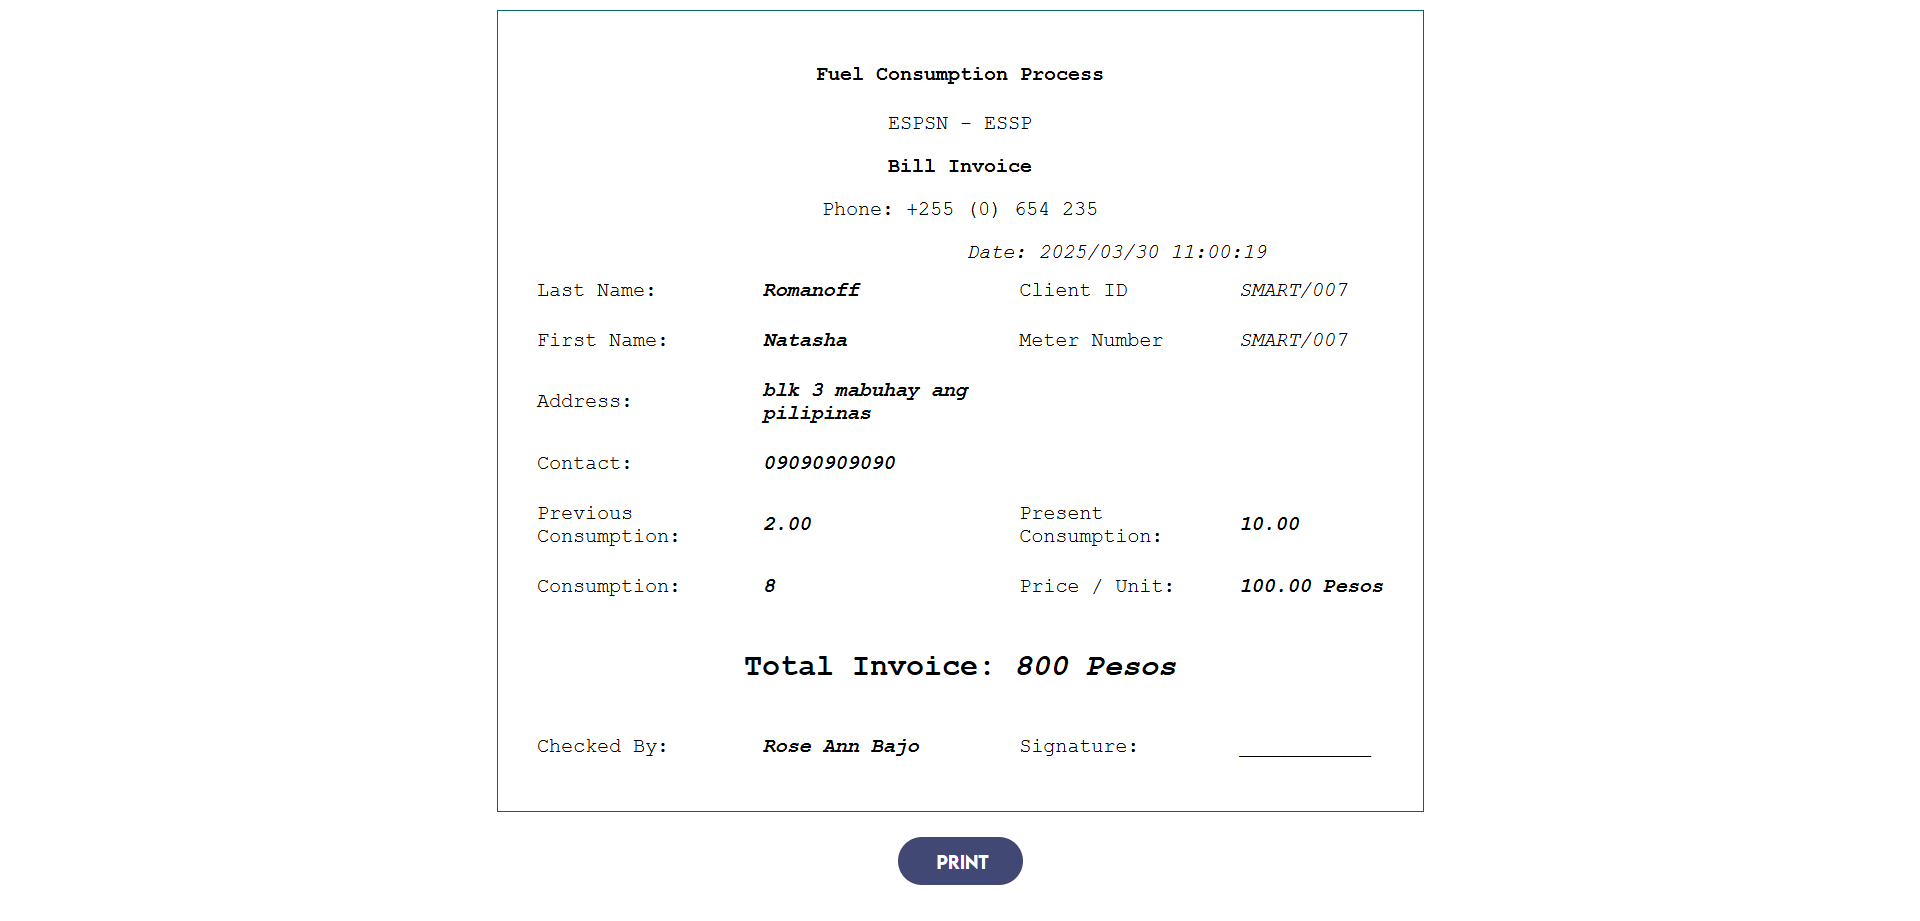 Fuel Consumption Process
ESPSN - ESSP
Bill Invoice
Phone: +255 (0) 654 235
Date: 2025/03/30 11:00:19
Last Name: Romanoff Client ID SMART/007
First Name: Natasha Meter Number SMART/007
Address: blk 3 mabuhay ang
pilipinas
Contact: 09090909090
Previous
Consumption: 2.00 Present
Consumption: 10.00
Consumption: 8 Price / Unit: 100.00 Pesos
Total Invoice: 800 Pesos
Checked By: Rose Ann Bajo Signature: ___________
PRINT